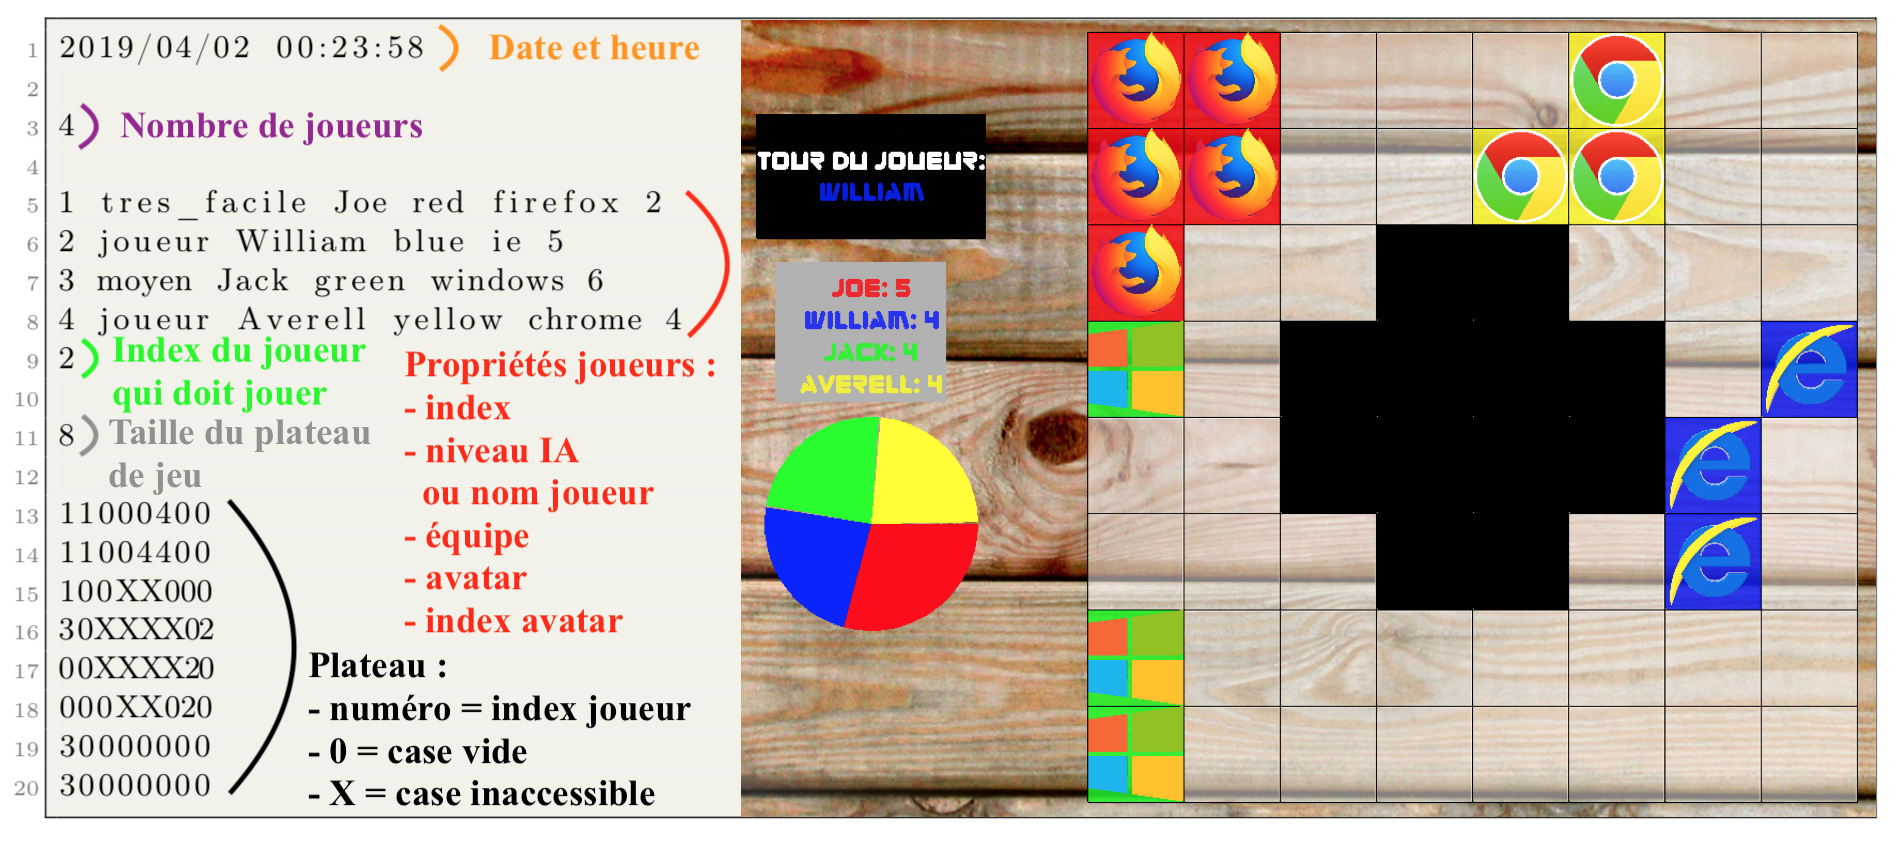 1 2019/04/02 00:23:58 Date et heure
2
3 4 Nombre de joueurs
4
5 1 tres_facile Joe red firefox 2
6 2 joueur William blue ie 5
7 3 moyen Jack green windows 6
8 4 joueur Averell yellow chrome 4
9 2 Index du joueur
10 qui doit jouer
11 8 Taille du plateau
12 de jeu
13 11000400
14 11004400
15 100XX000
16 30XXXX02
17 00XXXX20
18 000XX020
19 30000000
20 30000000
Propriétés joueurs :
- index
- niveau IA
ou nom joueur
- équipe
- avatar
- index avatar
Plateau :
- numéro = index joueur
- 0 = case vide
- X = case inaccessible
TOUR DU JOUEUR:
WILLIAM
JOE: 5
WILLIAM: 4
JACK: 4
AVERELL: 4